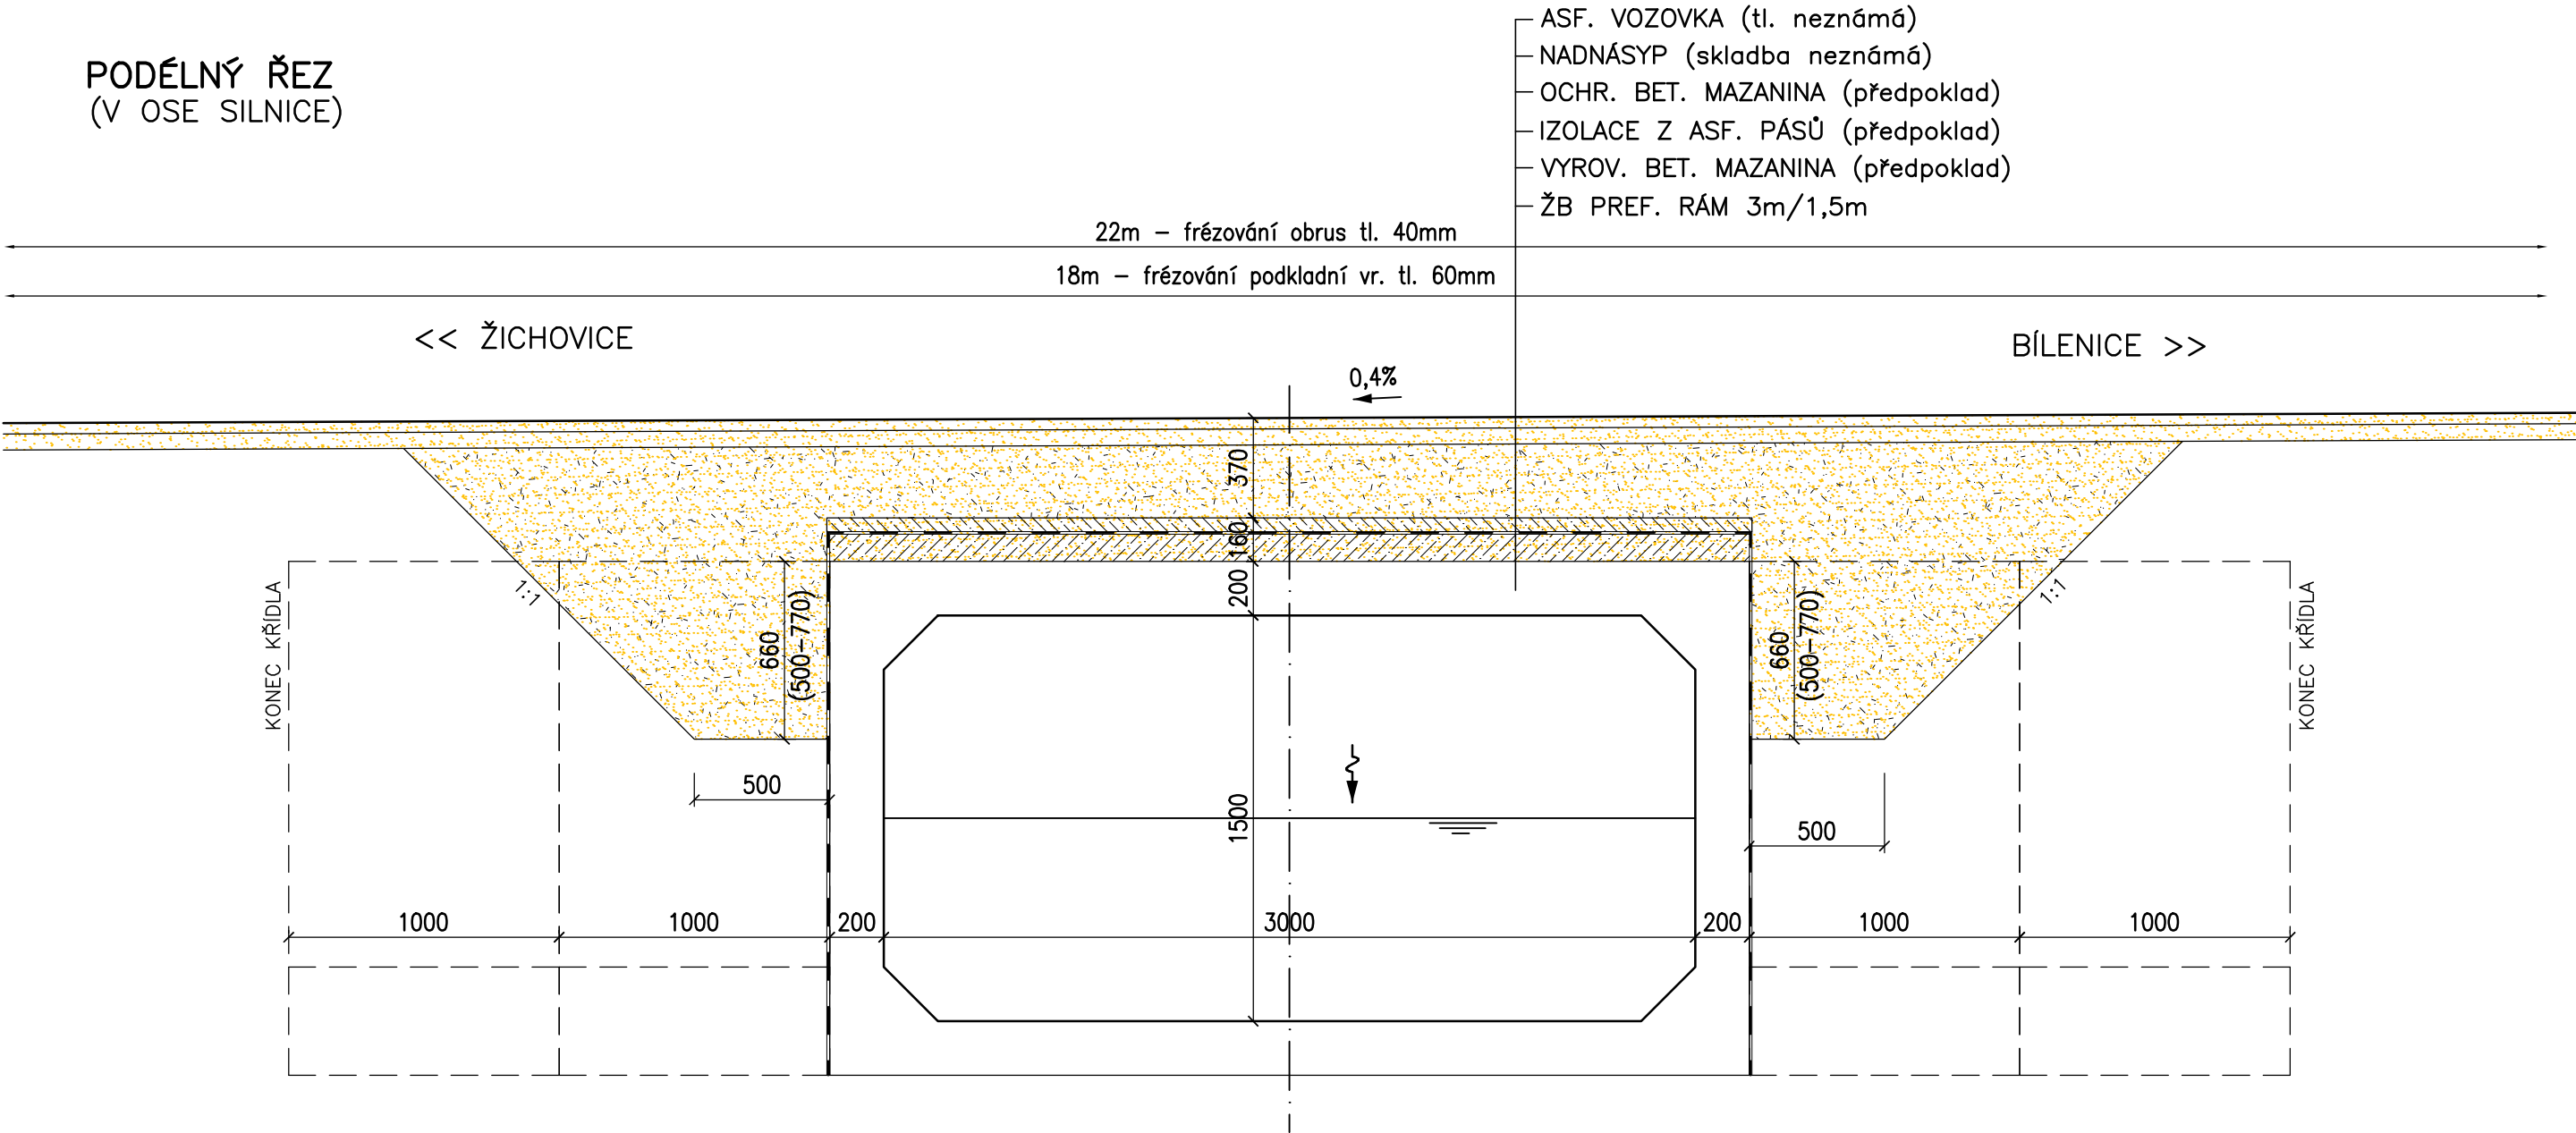 PODÉLNÝ ŘEZ
(V OSE SILNICE)
ASF. VOZOVKA (tl. neznámá)
NADNÁSYP (skladba neznámá)
OCHR. BET. MAZANINA (předpoklad)
IZOLACE Z ASF. PÁSŮ (předpoklad)
VYROV. BET. MAZANINA (předpoklad)
ŽB PREF. RÁM 3m/1,5m
22m – frézování obrus tl. 40mm
18m – frézování podkladní vr. tl. 60mm
<< ŽICHOVICE
BÍLENICE >>
0,4%
370
160
200
1500
1:1
1:1
660
(500–770)
660
(500–770)
KONEC KŘÍDLA
KONEC KŘÍDLA
500
500
1000
1000
200
3000
200
1000
1000